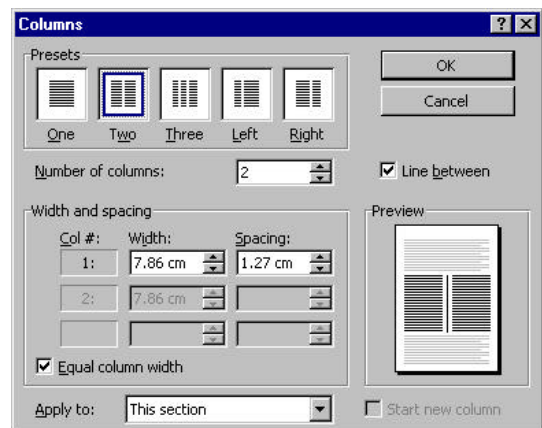 Columns
Presets
One Two Three Left Right
OK
Cancel
Number of columns: 2
Line between
Width and spacing
Col #: Width: Spacing:
1: 7.86 cm 1.27 cm
2: 7.86 cm
Equal column width
Preview
Apply to: This section
Start new column